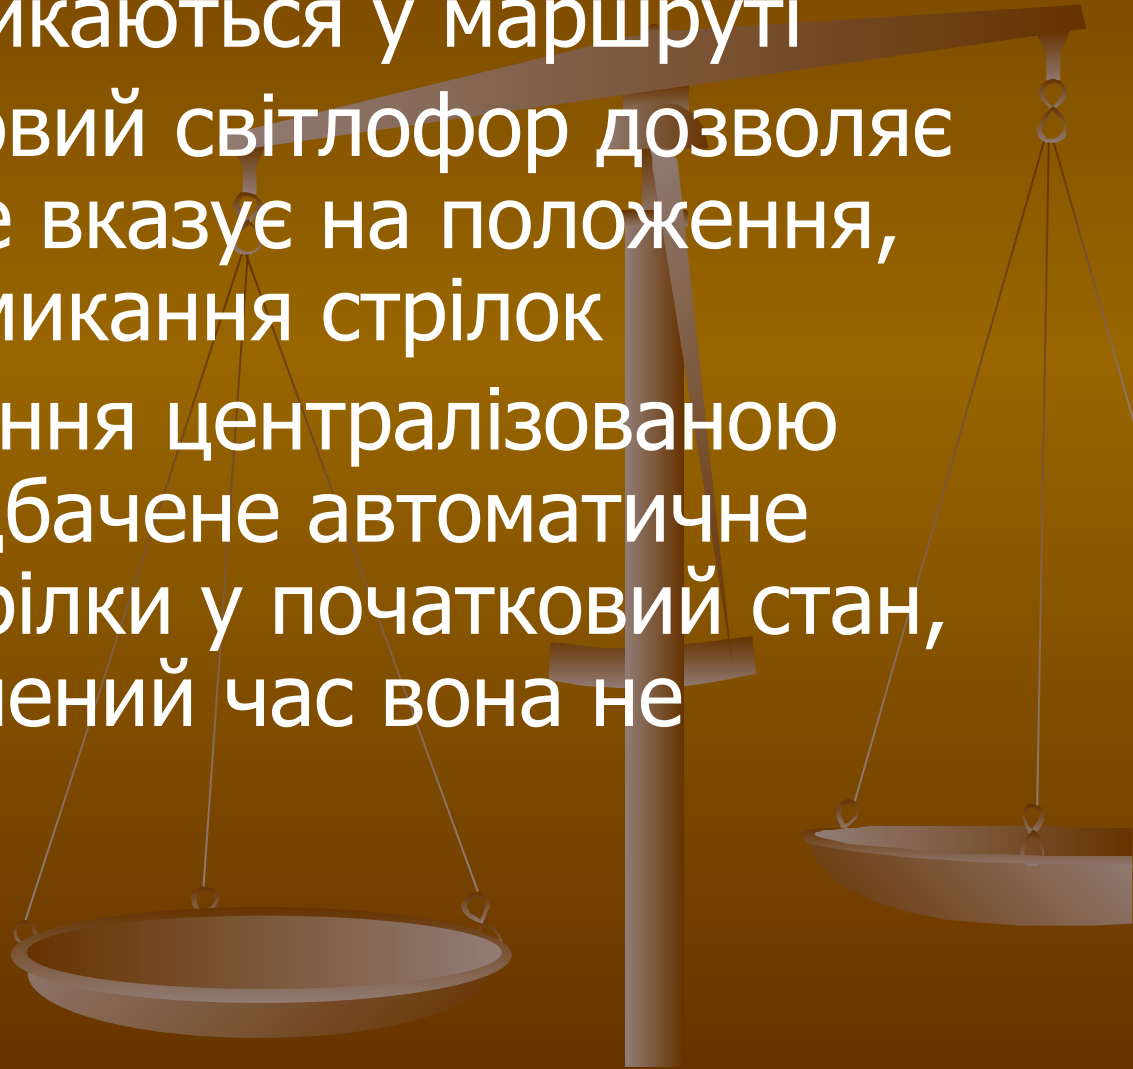 икаються у маршруті
овий світлофор дозволяє
е вказує на положення,
микання стрілок
ння централізованою
дбачене автоматичне
рілки у початковий стан,
чений час вона не